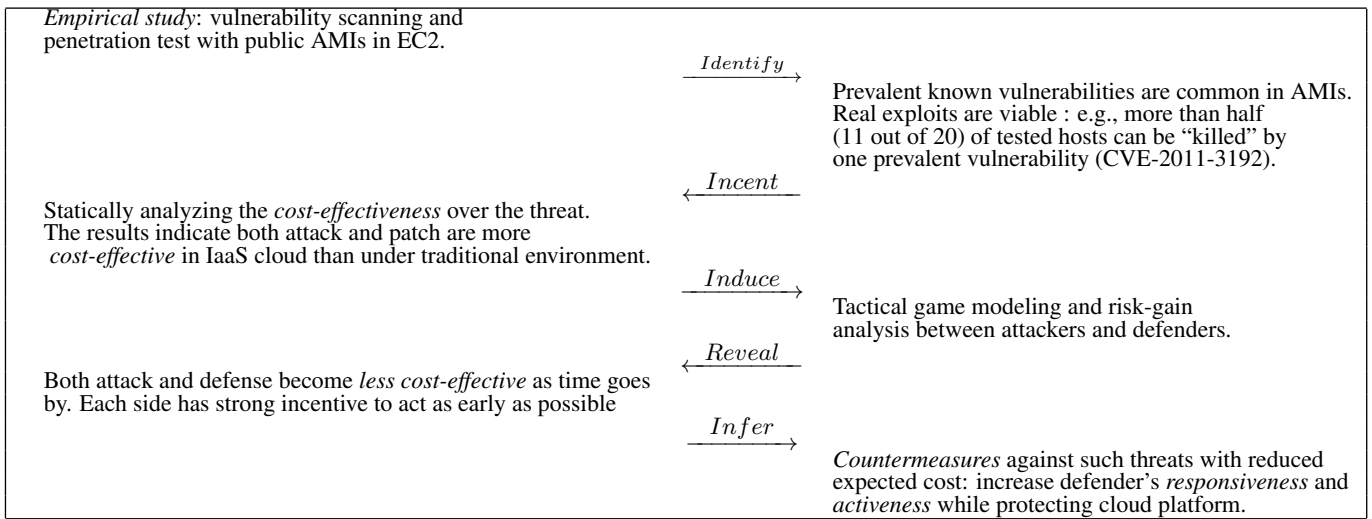 Empirical study: vulnerability scanning and
penetration test with public AMIs in EC2.
Identify
Prevalent known vulnerabilities are common in AMIs.
Real exploits are viable : e.g., more than half
(11 out of 20) of tested hosts can be “killed” by
one prevalent vulnerability (CVE-2011-3192).
Incent
Statically analyzing the cost-effectiveness over the threat.
The results indicate both attack and patch are more
cost-effective in IaaS cloud than under traditional environment.
Induce
Tactical game modeling and risk-gain
analysis between attackers and defenders.
Reveal
Both attack and defense become less cost-effective as time goes
by. Each side has strong incentive to act as early as possible
Infer
Countermeasures against such threats with reduced
expected cost: increase defender's responsiveness and
activeness while protecting cloud platform.